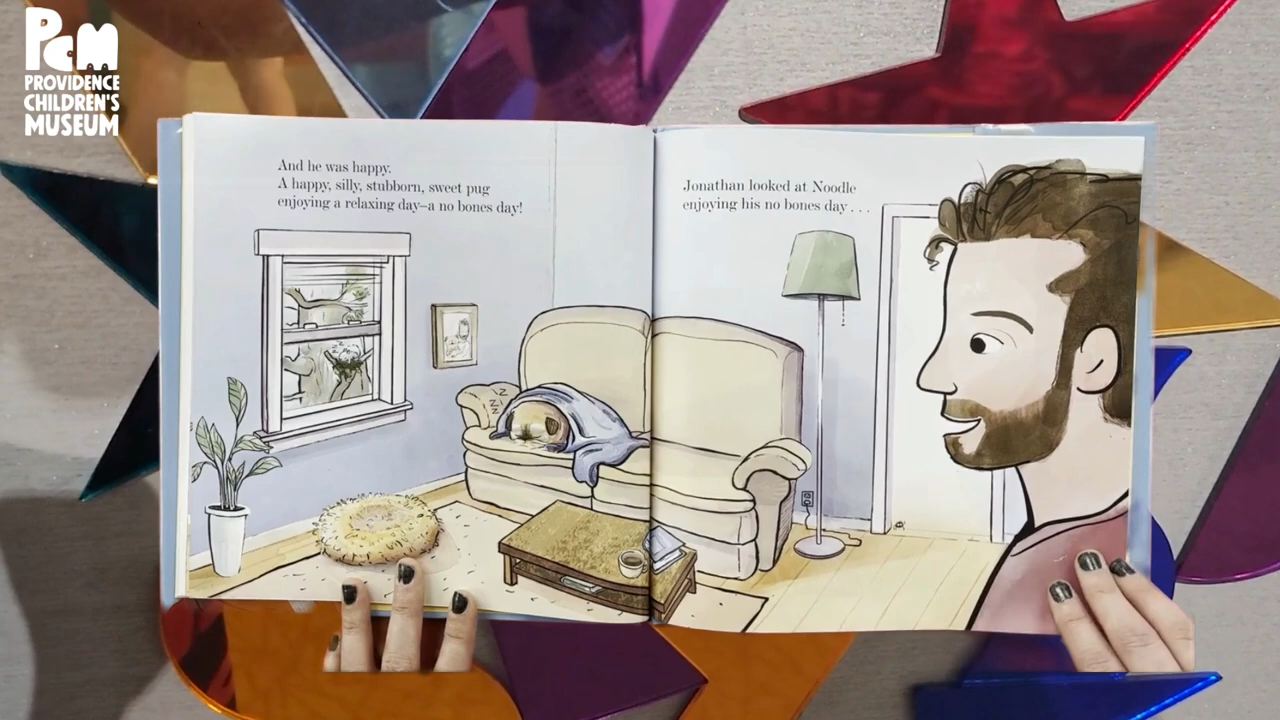 PCM
PROVIDENCE
CHILDREN'S
MUSEUM
And he was happy.
A happy, silly, stubborn, sweet pug
enjoying a relaxing day–a no bones day!
Z
Z
Z
Jonathan looked at Noodle
enjoying his no bones day . . .